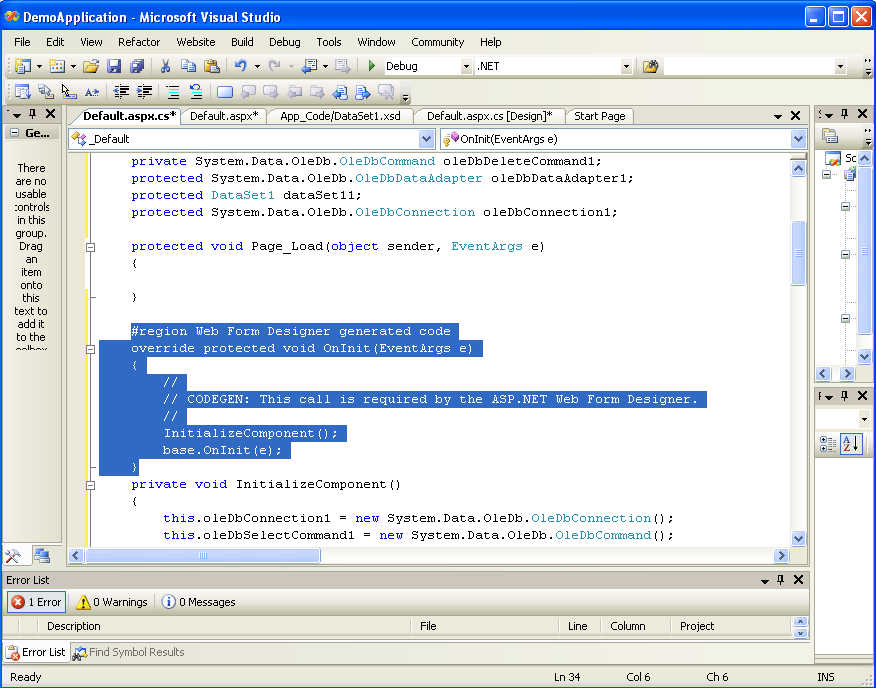 DemoApplication - Microsoft Visual Studio
File Edit View Refactor Website Build Debug Tools Window Community Help
Debug .NET
Default.aspx.cs* Default.aspx* App_Code/DataSet1.xsd Default.aspx.cs [Design]* Start Page
Ge...
_Default OnInit(EventArgs e)
There
are no
usable
controls
in this
group.
Drag
an
item
onto
this
text to
add it
to the
private System.Data.OleDb.OleDbCommand oleDbDeleteCommand1;
protected System.Data.OleDb.OleDbDataAdapter oleDbDataAdapter1;
protected DataSet1 dataSet11;
protected System.Data.OleDb.OleDbConnection oleDbConnection1;
protected void Page_Load(object sender, EventArgs e)
{
}
#region Web Form Designer generated code
override protected void OnInit(EventArgs e)
{
//
// CODEGEN: This call is required by the ASP.NET Web Form Designer.
//
InitializeComponent();
base.OnInit(e);
}
private void InitializeComponent()
{
this.oleDbConnection1 = new System.Data.OleDb.OleDbConnection();
this.oleDbSelectCommand1 = new System.Data.OleDb.OleDbCommand();
Error List
1 Error 0 Warnings 0 Messages
Description File Line Column Project
Error List Find Symbol Results
Ready Ln 34 Col 6 Ch 6 INS